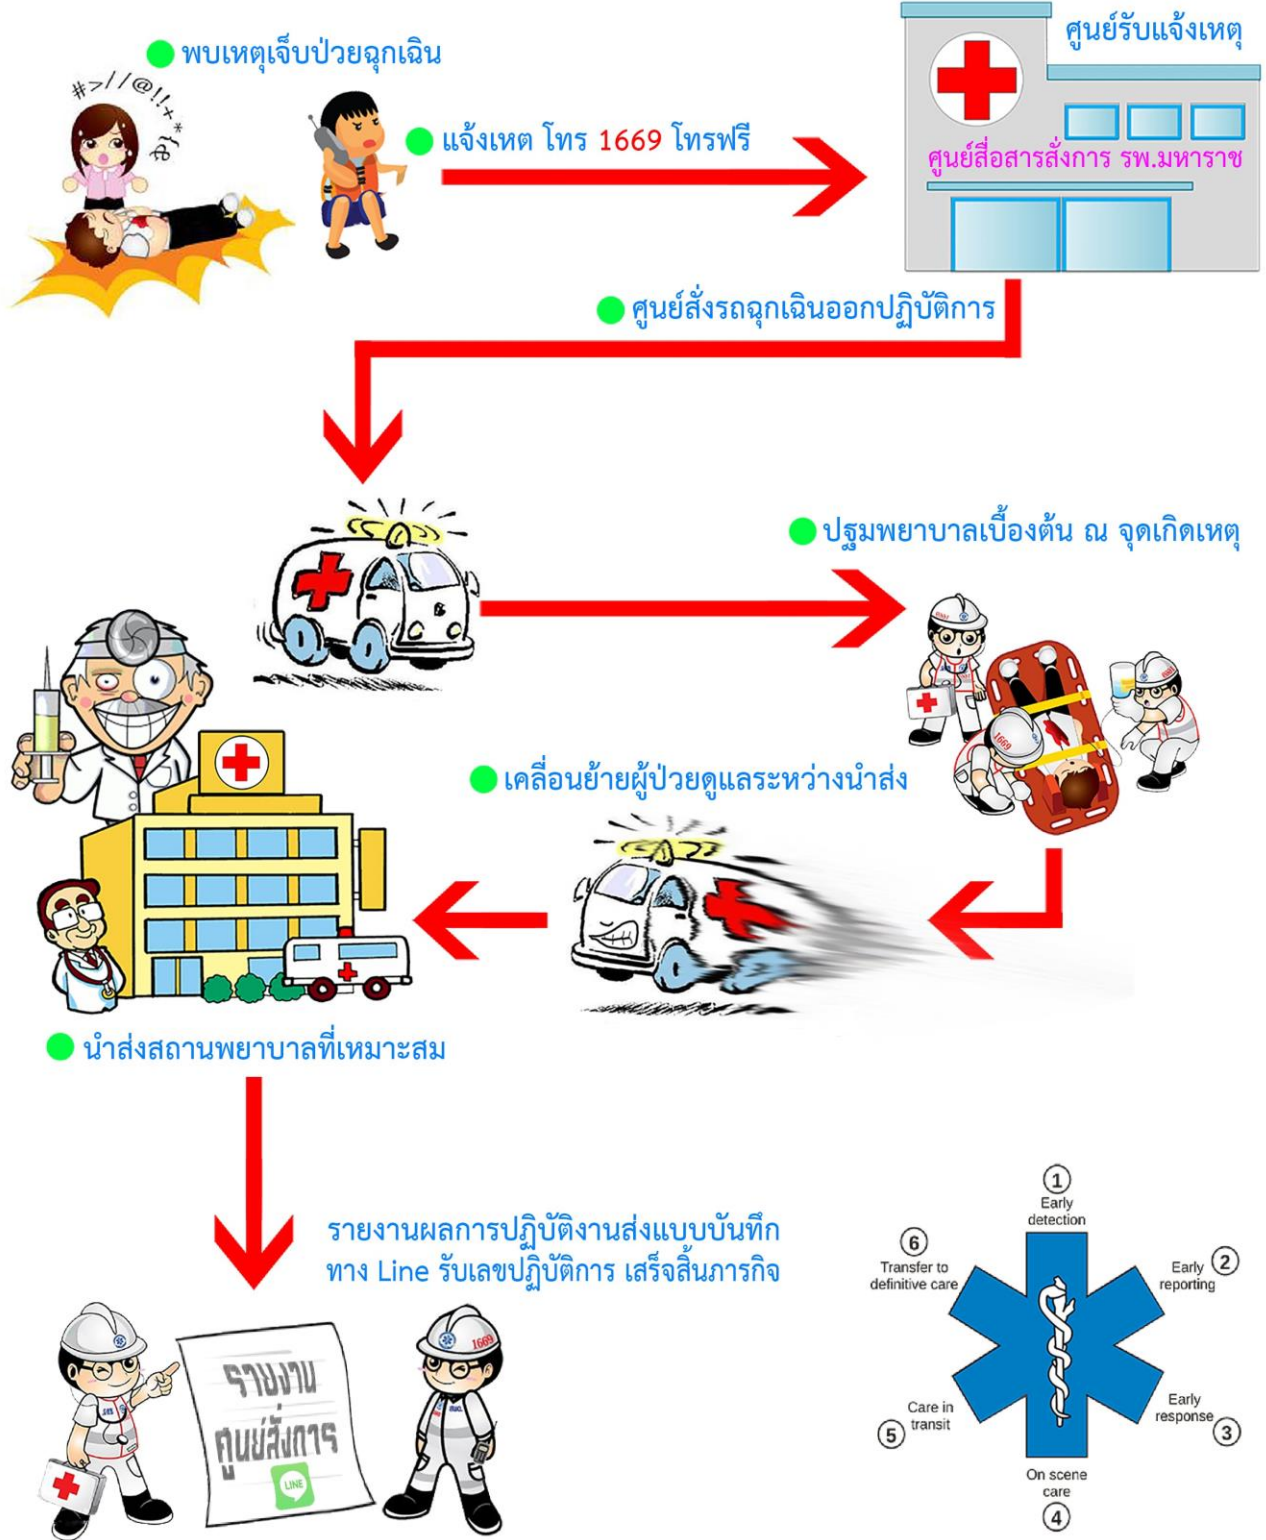 พบเหตุเจ็บป่วยฉุกเฉิน
#>//@!!+*{@
ศูนย์รับแจ้งเหตุ
แจ้งเหต โทร 1669 โทรฟรี
ศูนย์สื่อสารสั่งการ รพ.มหาราช
ศูนย์สั่งรถฉุกเฉินออกปฏิบัติการ
ปฐมพยาบาลเบื้องต้น ณ จุดเกิดเหตุ
1669
เคลื่อนย้ายผู้ป่วยดูแลระหว่างนำส่ง
นำส่งสถานพยาบาลที่เหมาะสม
รายงานผลการปฏิบัติงานส่งแบบบันทึก
ทาง Line รับเลขปฏิบัติการ เสร็จสิ้นภารกิจ
รายงาน
ศูนย์สั่งการ
LINE
1669
1
Early
detection
2
Early
reporting
3
Early
response
4
On scene
care
5
Care in
transit
6
Transfer to
definitive care